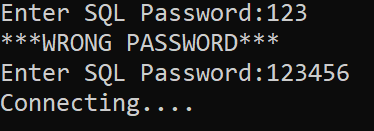 Enter SQL Password:123
***WRONG PASSWORD***
Enter SQL Password:123456
Connecting....